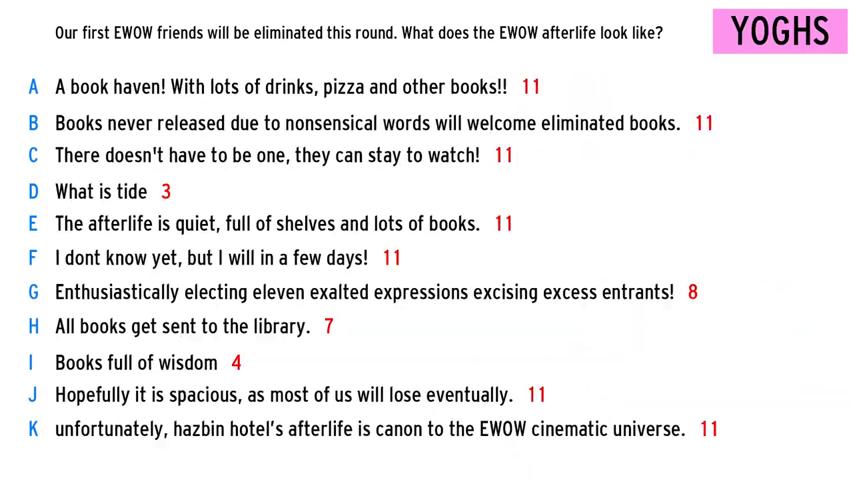 Our first EWOW friends will be eliminated this round. What does the EWOW afterlife look like?
YOGHS
A A book haven! With lots of drinks, pizza and other books!! 11
B Books never released due to nonsensical words will welcome eliminated books. 11
C There doesn't have to be one, they can stay to watch! 11
D What is tide 3
E The afterlife is quiet, full of shelves and lots of books. 11
F I dont know yet, but I will in a few days! 11
G Enthusiastically electing eleven exalted expressions excising excess entrants! 8
H All books get sent to the library. 7
I Books full of wisdom 4
J Hopefully it is spacious, as most of us will lose eventually. 11
K unfortunately, hazbin hotel’s afterlife is canon to the EWOW cinematic universe. 11